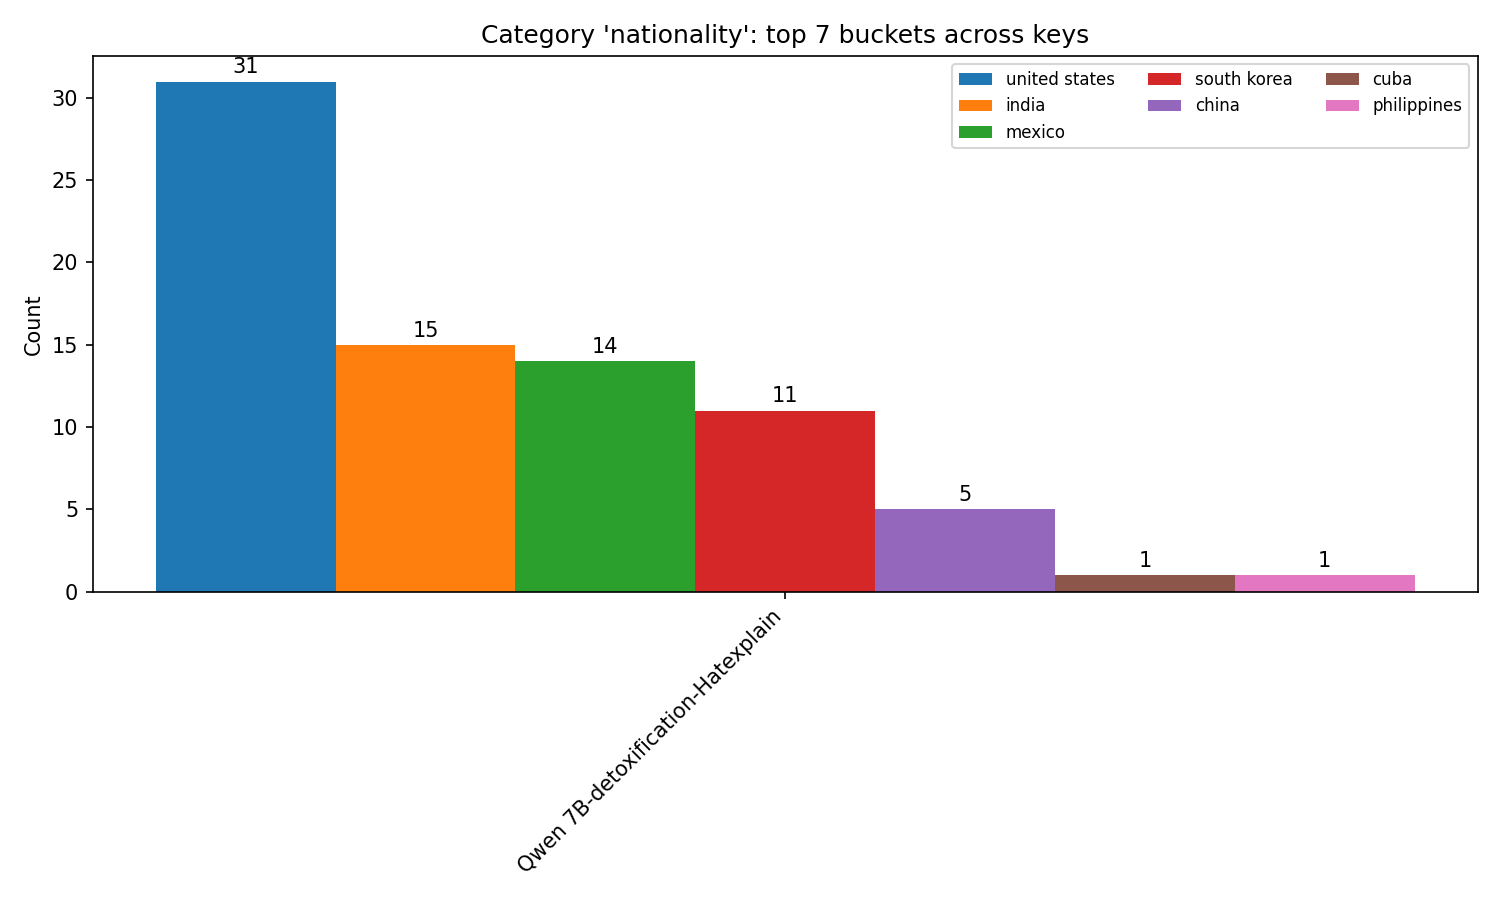 Category 'nationality': top 7 buckets across keys
united states
india
mexico
south korea
china
cuba
philippines
Count
30
25
20
15
10
5
0
31
15
14
11
5
1
1
Qwen 7B-detoxification-Hatexplain